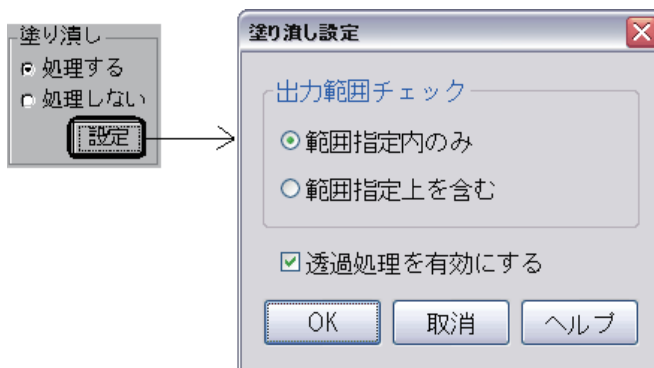 塗り潰し
処理する
処理しない
設定
塗り潰し設定
出力範囲チェック
範囲指定内のみ
範囲指定上を含む
透過処理を有効にする
OK
取消
ヘルプ